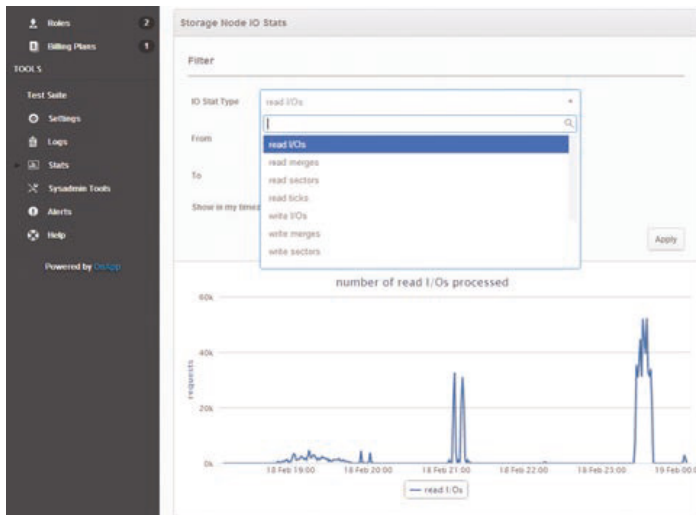 Roles 2
Billing Plans 1
TOOLS
Test Suite
Settings
Logs
Stats
Sysadmin Tools
Alerts
Help
Powered by OnApp
Storage Node IO Stats
Filter
IO Stat Type read I/Os
From
To
Show in my timez
read I/Os
read merges
read sectors
read ticks
write I/Os
write merges
write sectors
Apply
number of read I/Os processed
requests
60k
40k
20k
0k
18 Feb 19:00 18 Feb 20:00 18 Feb 21:00 18 Feb 22:00 18 Feb 23:00 19 Feb 00:0
read I/Os